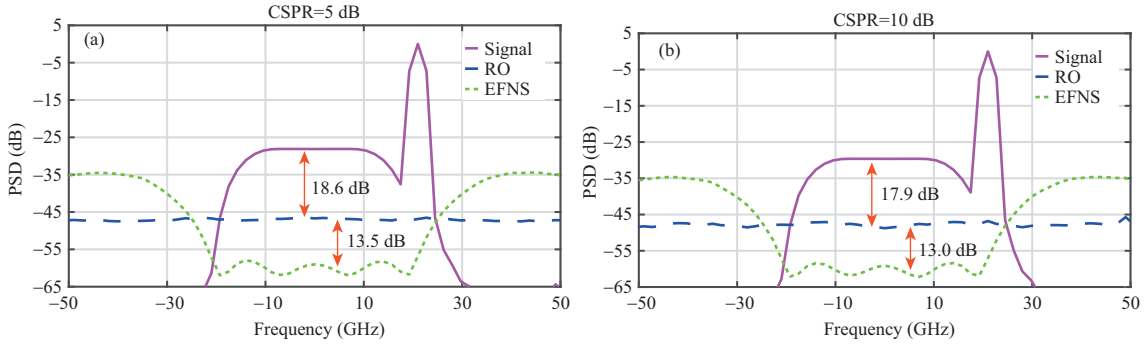 CSPR=5 dB
(a)
Signal
RO
EFNS
5
−5
−15
−25
−35
−45
−55
−65
PSD (dB)
18.6 dB
13.5 dB
−50
−30
−10
10
30
50
Frequency (GHz)
CSPR=10 dB
(b)
Signal
RO
EFNS
5
−5
−15
−25
−35
−45
−55
−65
PSD (dB)
17.9 dB
13.0 dB
−50
−30
−10
10
30
50
Frequency (GHz)